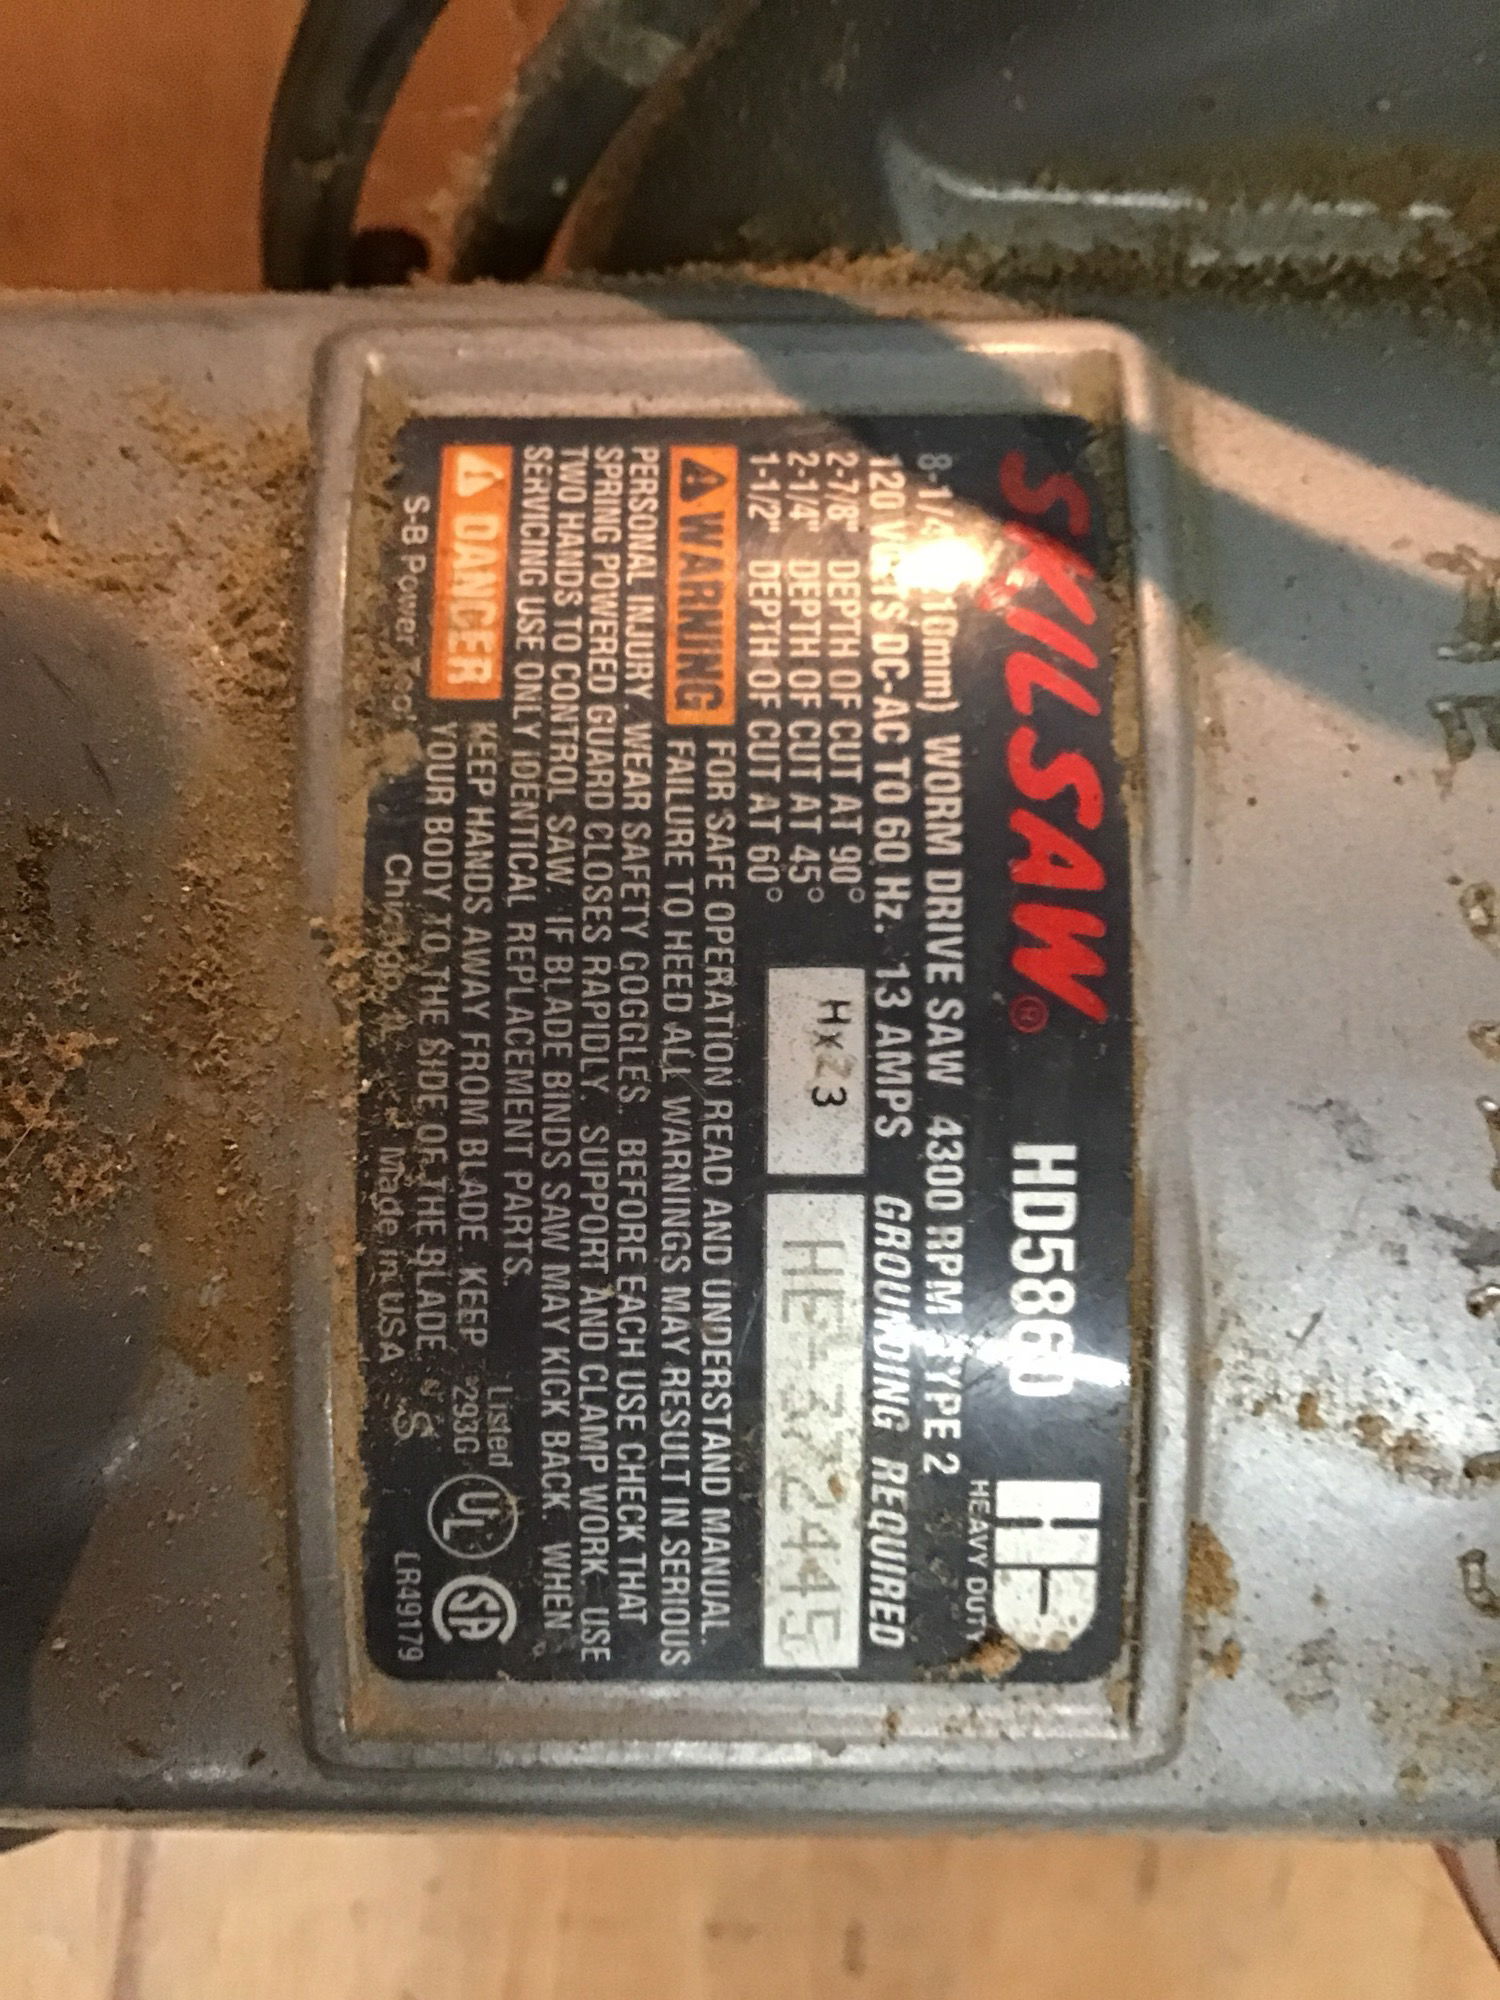 SKILSAW® HD5860 HD
HEAVY DUTY
8-1/4 210mm) WORM DRIVE SAW 4300 RPM TYPE 2
120 VOLTS DC-AC TO 60 Hz. 13 AMPS GROUNDING REQUIRED
2-7/8" DEPTH OF CUT AT 90°
2-1/4" DEPTH OF CUT AT 45°
1-1/2" DEPTH OF CUT AT 60°
Hx23
WARNING FOR SAFE OPERATION READ AND UNDERSTAND MANUAL.
FAILURE TO HEED ALL WARNINGS MAY RESULT IN SERIOUS
PERSONAL INJURY. WEAR SAFETY GOGGLES. BEFORE EACH USE CHECK THAT
SPRING POWERED GUARD CLOSES RAPIDLY. SUPPORT AND CLAMP WORK. USE
TWO HANDS TO CONTROL SAW. IF BLADE BINDS SAW MAY KICK BACK. WHEN
SERVICING USE ONLY IDENTICAL REPLACEMENT PARTS.
DANGER KEEP HANDS AWAY FROM BLADE. KEEP
YOUR BODY TO THE SIDE OF THE BLADE.
Listed
293G UL SA
S-B Power Tool Made in USA LR49179